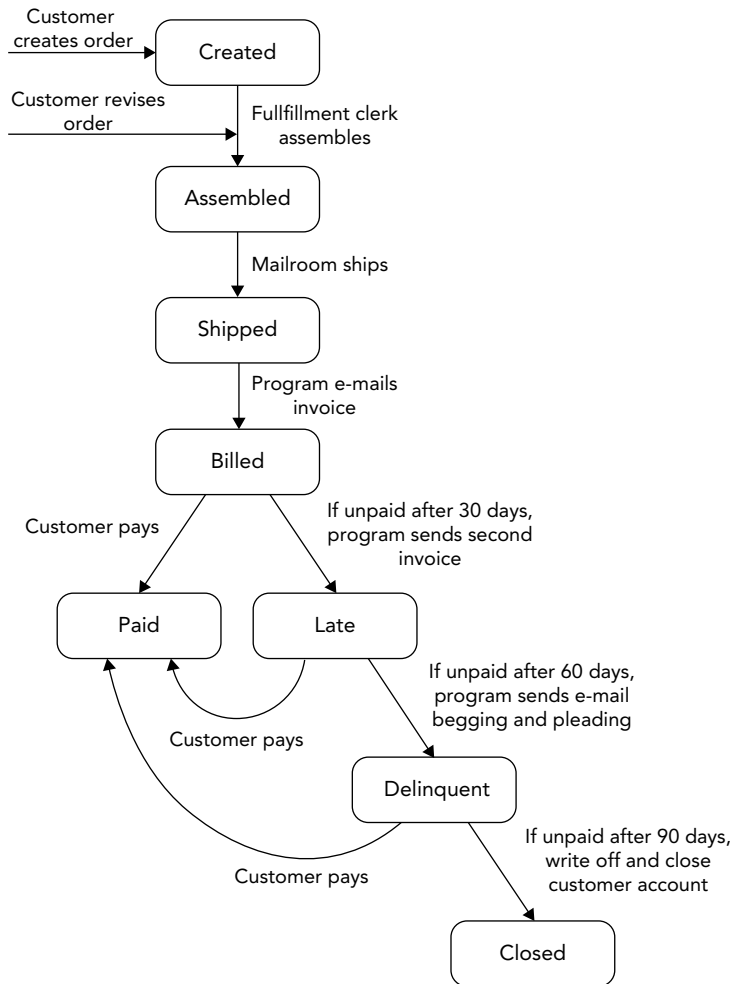 Customer
creates order
Created
Customer revises
order
Fullfillment clerk
assembles
Assembled
Mailroom ships
Shipped
Program e-mails
invoice
Billed
Customer pays
If unpaid after 30 days,
program sends second
invoice
Paid
Late
If unpaid after 60 days,
program sends e-mail
begging and pleading
Customer pays
Delinquent
If unpaid after 90 days,
write off and close
customer account
Customer pays
Closed